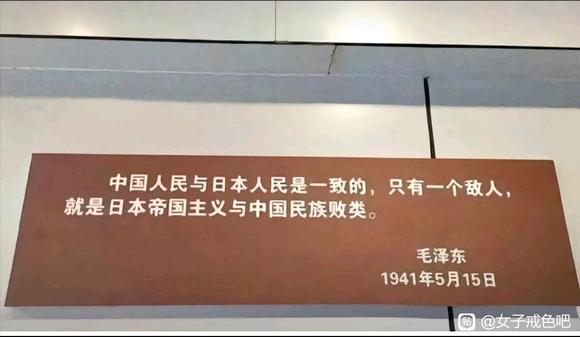 中国人民与日本人民是一致的，只有一个敌人，
就是日本帝国主义与中国民族败类。
毛泽东
1941年5月15日
贴 @女子戒色吧